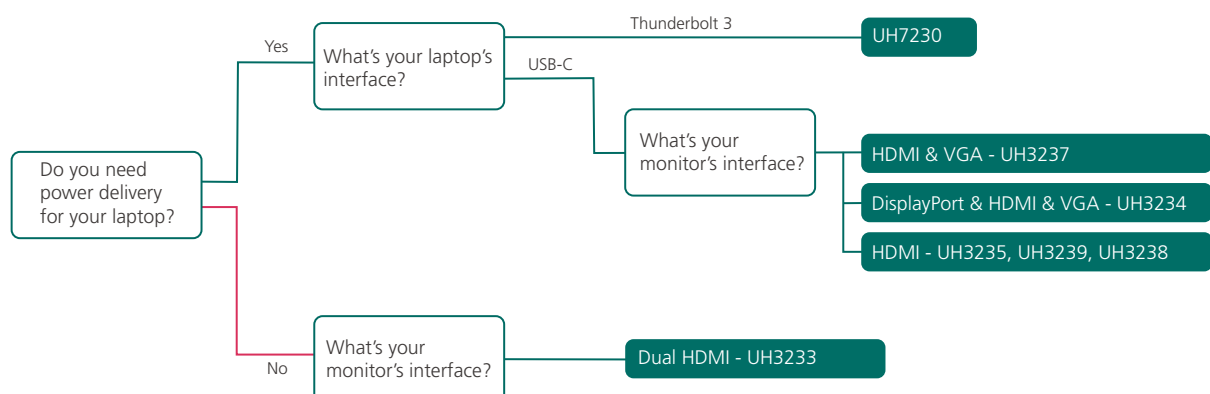 Thunderbolt 3
UH7230
Yes
What’s your laptop’s
interface?
USB-C
What’s your
monitor’s interface?
HDMI & VGA - UH3237
Do you need
power delivery
for your laptop?
DisplayPort & HDMI & VGA - UH3234
HDMI - UH3235, UH3239, UH3238
What’s your
monitor’s interface?
No
Dual HDMI - UH3233